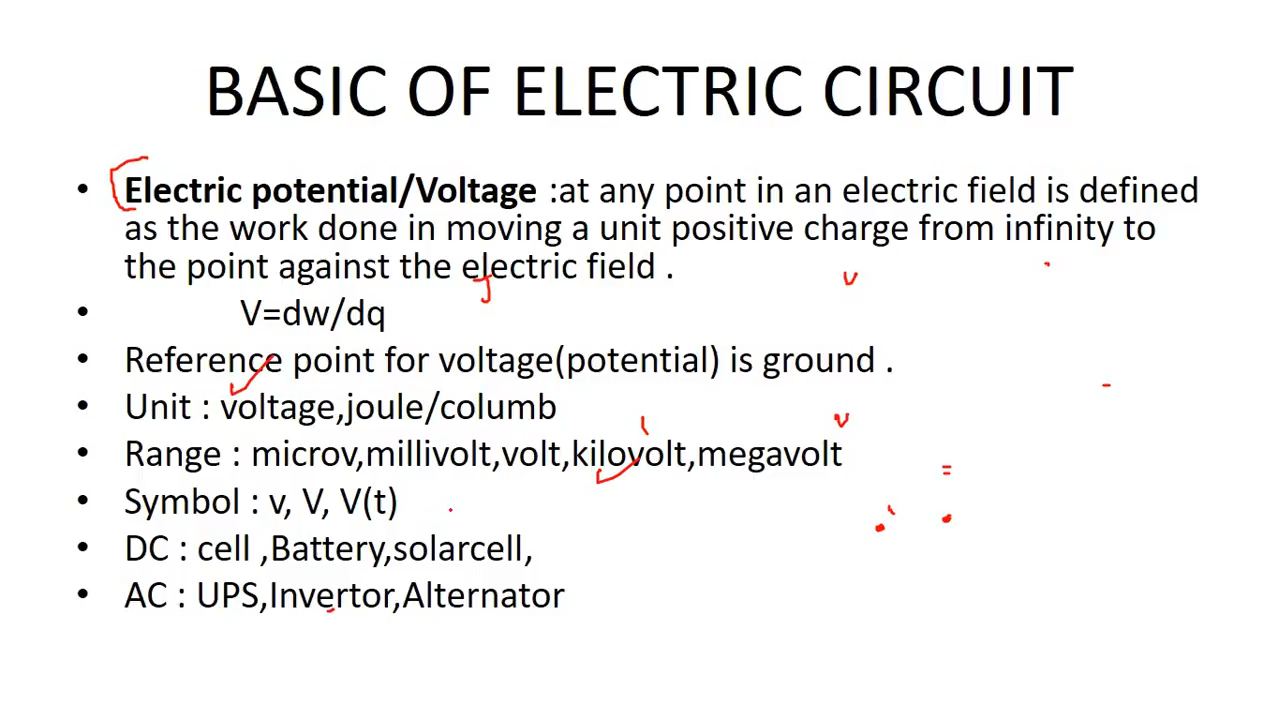 BASIC OF ELECTRIC CIRCUIT
• Electric potential/Voltage :at any point in an electric field is defined
as the work done in moving a unit positive charge from infinity to
the point against the electric field .
J v
• V=dw/dq
• Reference point for voltage(potential) is ground .
• Unit : voltage,joule/columb
v
• Range : microv,millivolt,volt,kilovolt,megavolt
• Symbol : v, V, V(t)
• DC : cell ,Battery,solarcell,
• AC : UPS,Invertor,Alternator